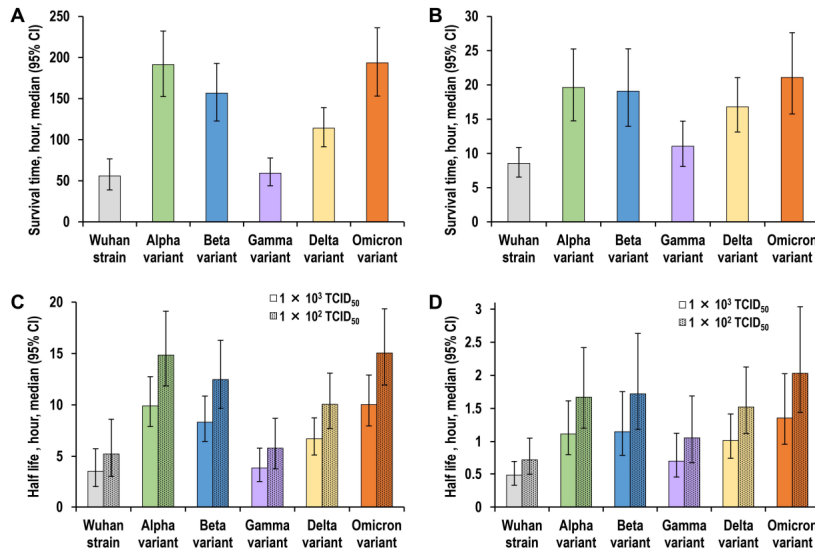 A
Survival time, hour, median (95% CI)
250
200
150
100
50
0
Wuhan strain
Alpha variant
Beta variant
Gamma variant
Delta variant
Omicron variant
B
Survival time, hour, median (95% CI)
30
25
20
15
10
5
0
Wuhan strain
Alpha variant
Beta variant
Gamma variant
Delta variant
Omicron variant
C
Half life , hour, median (95% CI)
20
15
10
5
0
1 × 10³ TCID₅₀
1 × 10² TCID₅₀
Wuhan strain
Alpha variant
Beta variant
Gamma variant
Delta variant
Omicron variant
D
Half life, hour, median (95% CI)
3
2.5
2
1.5
1
0.5
0
1 × 10³ TCID₅₀
1 × 10² TCID₅₀
Wuhan strain
Alpha variant
Beta variant
Gamma variant
Delta variant
Omicron variant